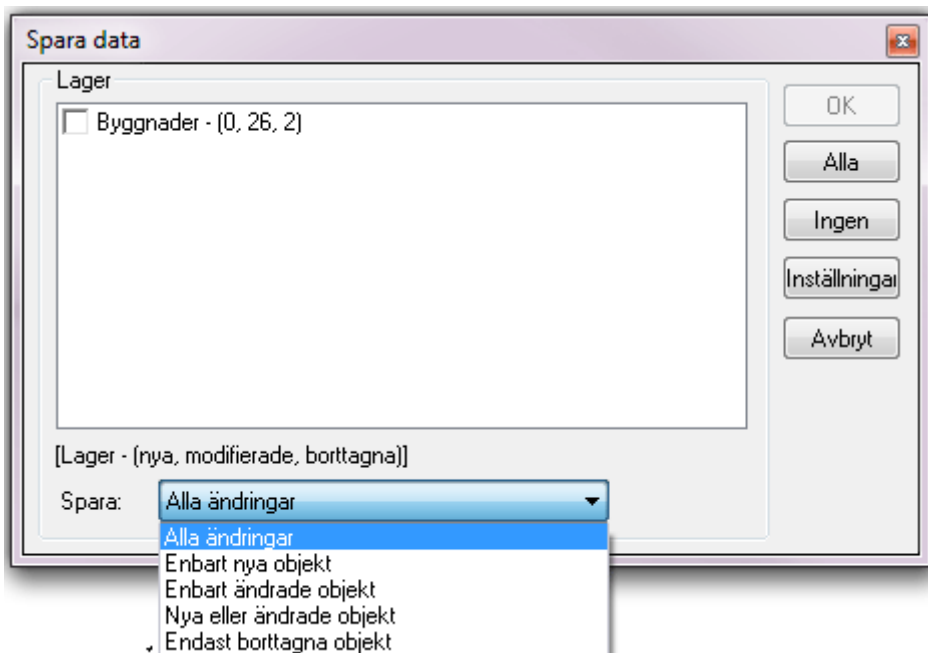 Spara data
Lager
Byggnader - (0, 26, 2)
OK
Alla
Ingen
Inställningar
Avbryt
[Lager - (nya, modifierade, borttagna)]
Spara: Alla ändringar
Alla ändringar
Enbart nya objekt
Enbart ändrade objekt
Nya eller ändrade objekt
Endast borttagna objekt